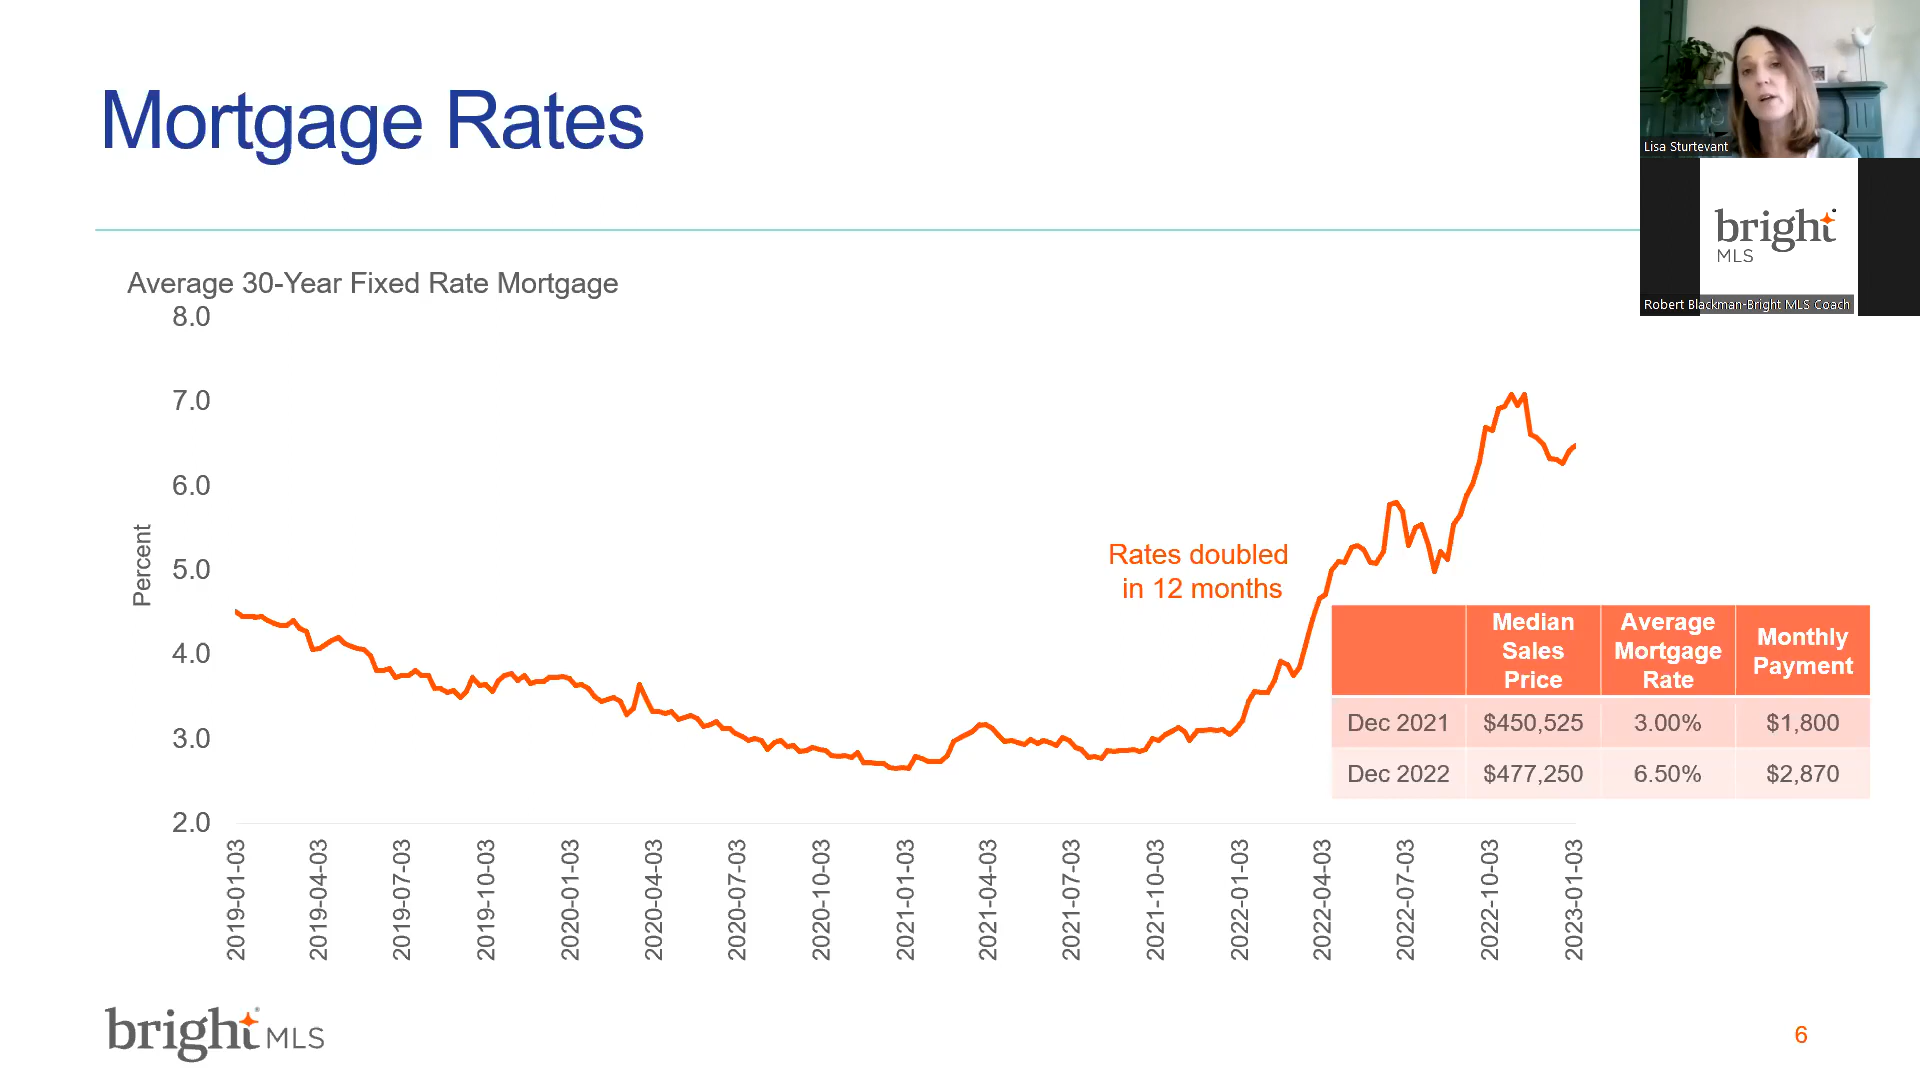 Mortgage Rates
Lisa Sturtevant
bright
MLS
Robert Blackman-Bright MLS Coach
Average 30-Year Fixed Rate Mortgage
8.0
7.0
6.0
5.0
4.0
3.0
2.0
Percent
Rates doubled
in 12 months
Median Sales Price Average Mortgage Rate Monthly Payment
Dec 2021 $450,525 3.00% $1,800
Dec 2022 $477,250 6.50% $2,870
2019-01-03
2019-04-03
2019-07-03
2019-10-03
2020-01-03
2020-04-03
2020-07-03
2020-10-03
2021-01-03
2021-04-03
2021-07-03
2021-10-03
2022-01-03
2022-04-03
2022-07-03
2022-10-03
2023-01-03
bright MLS
6